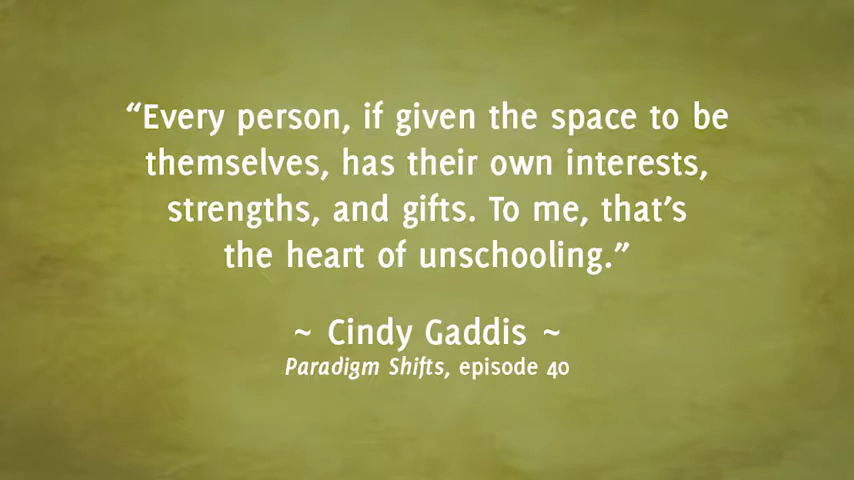 “Every person, if given the space to be
themselves, has their own interests,
strengths, and gifts. To me, that’s
the heart of unschooling.”
~ Cindy Gaddis ~
Paradigm Shifts, episode 40